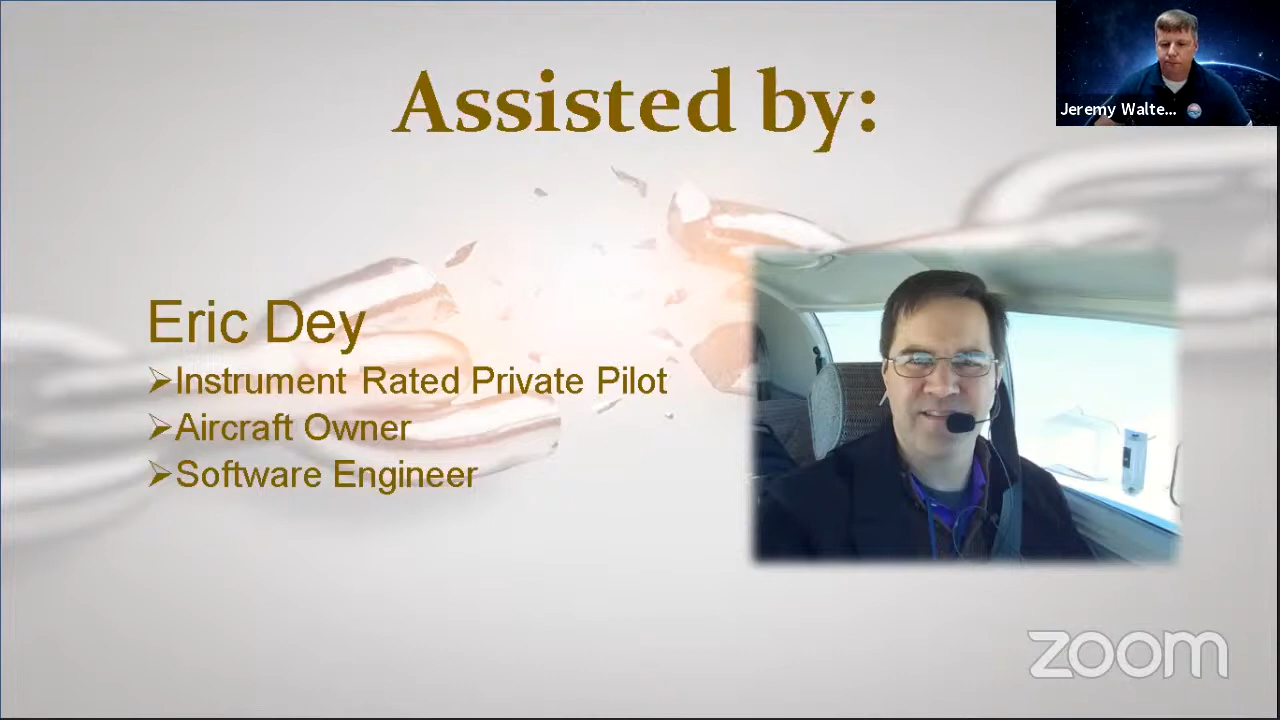 Assisted by:
Jeremy Walte...
Eric Dey
➢Instrument Rated Private Pilot
➢Aircraft Owner
➢Software Engineer
zoom